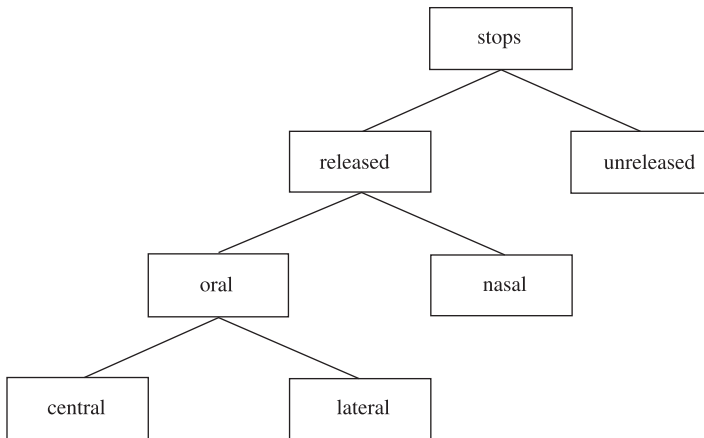 stops
released
unreleased
oral
nasal
central
lateral